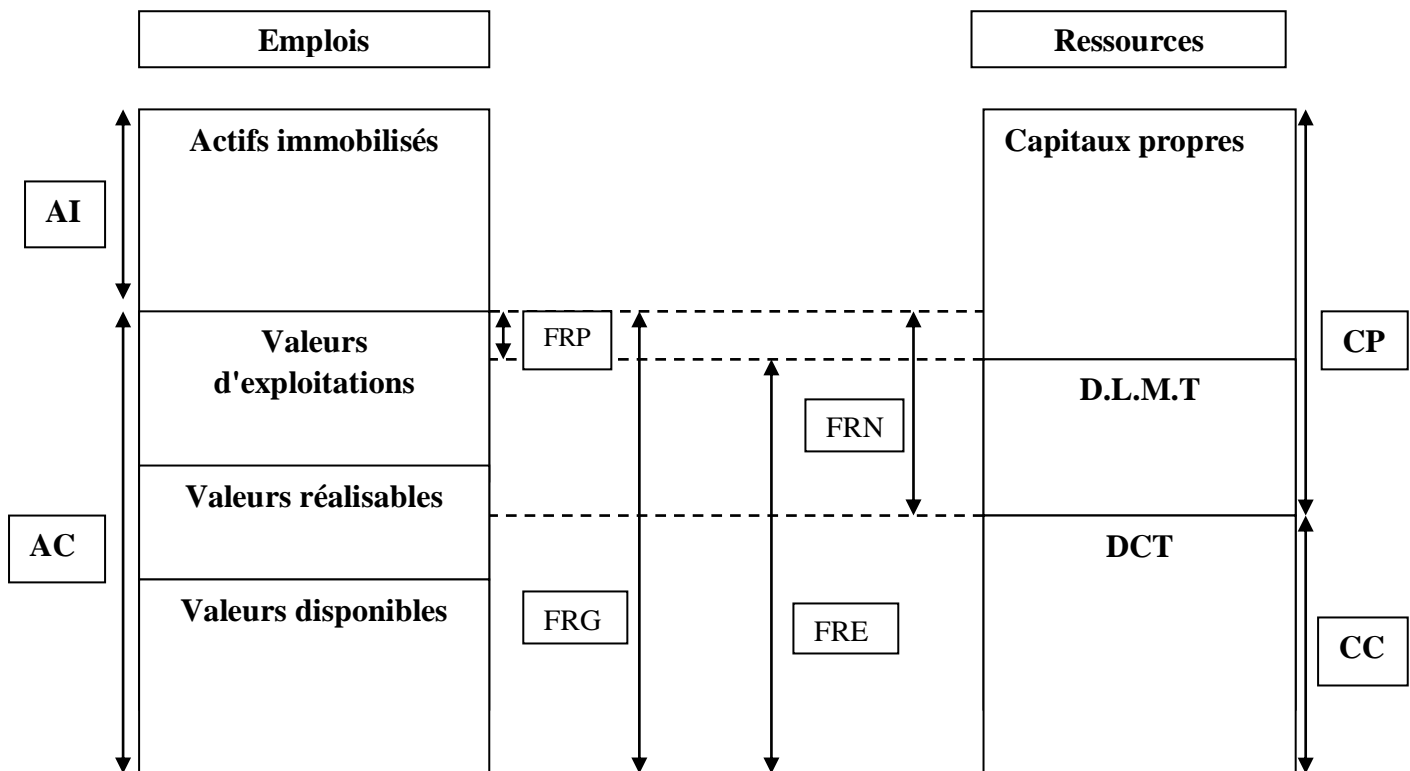 Emplois
Ressources
Actifs immobilisés
Capitaux propres
AI
Valeurs
d'exploitations
FRP
CP
D.L.M.T
FRN
Valeurs réalisables
AC
DCT
Valeurs disponibles
FRG
FRE
CC